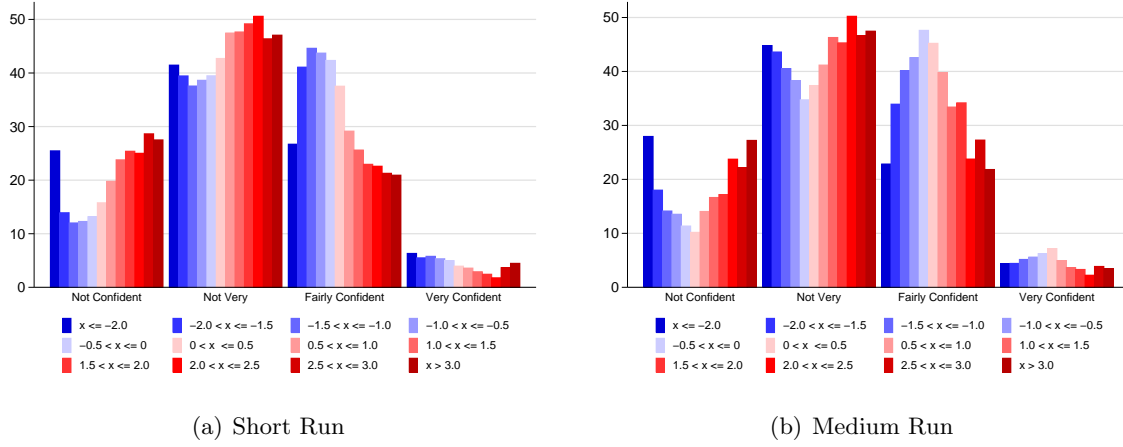 50
40
30
20
10
0
Not Confident Not Very Fairly Confident Very Confident
x <= −2.0 −2.0 < x <= −1.5 −1.5 < x <= −1.0 −1.0 < x <= −0.5
−0.5 < x <= 0 0 < x <= 0.5 0.5 < x <= 1.0 1.0 < x <= 1.5
1.5 < x <= 2.0 2.0 < x <= 2.5 2.5 < x <= 3.0 x > 3.0
(a) Short Run
50
40
30
20
10
0
Not Confident Not Very Fairly Confident Very Confident
x <= −2.0 −2.0 < x <= −1.5 −1.5 < x <= −1.0 −1.0 < x <= −0.5
−0.5 < x <= 0 0 < x <= 0.5 0.5 < x <= 1.0 1.0 < x <= 1.5
1.5 < x <= 2.0 2.0 < x <= 2.5 2.5 < x <= 3.0 x > 3.0
(b) Medium Run